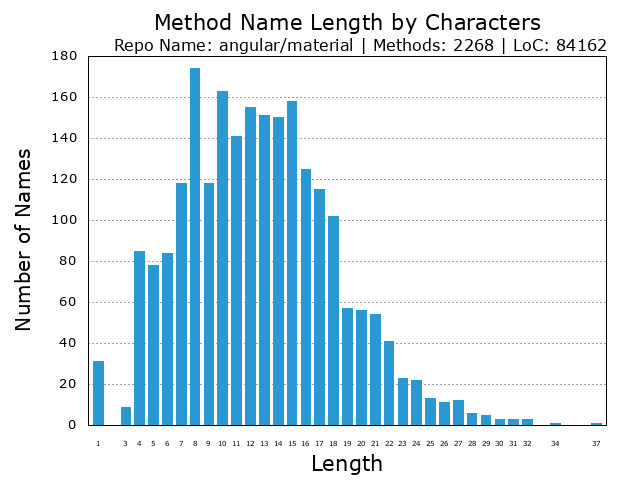 Method Name Length by Characters
Repo Name: angular/material | Methods: 2268 | LoC: 84162
Number of Names
180
160
140
120
100
80
60
40
20
0
1 3 4 5 6 7 8 9 10 11 12 13 14 15 16 17 18 19 20 21 22 23 24 25 26 27 28 29 30 31 32 34 37
Length